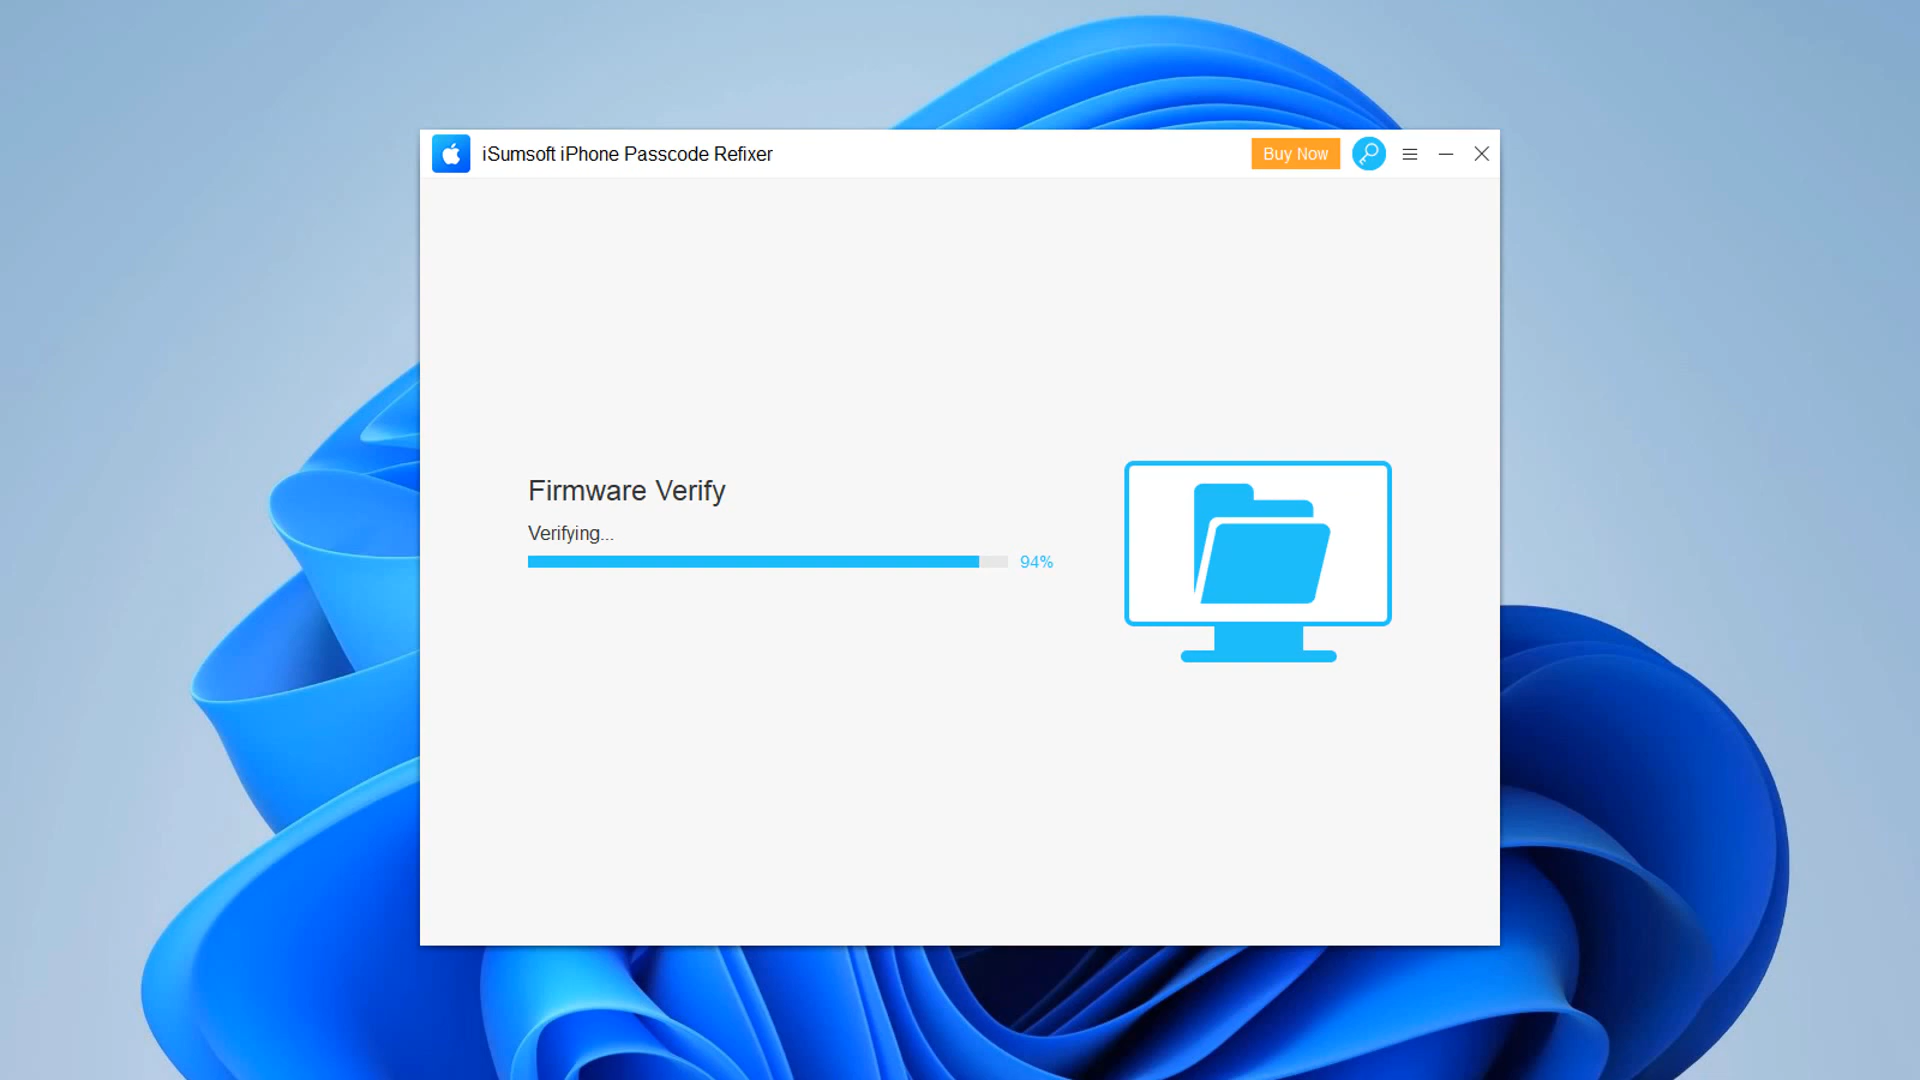 iSumsoft iPhone Passcode Refixer
Buy Now
Firmware Verify
Verifying...
94%